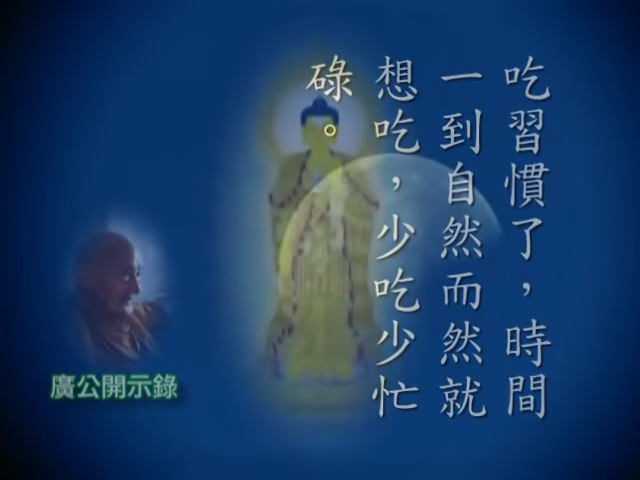 吃習慣了，時間
一到自然而然就
想吃，少吃少忙
碌。
廣公開示錄